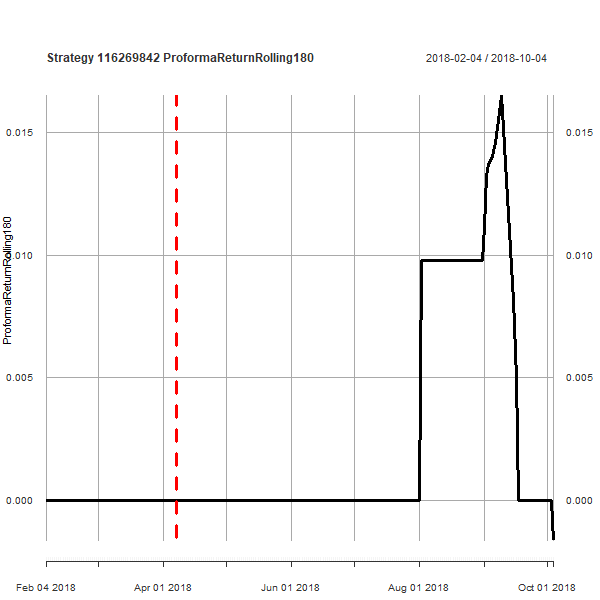 Strategy 116269842 ProformaReturnRolling180
2018-02-04 / 2018-10-04
ProformaReturnRolling180
0.015
0.015
0.010
0.010
0.005
0.005
0.000
0.000
Feb 04 2018
Apr 01 2018
Jun 01 2018
Aug 01 2018
Oct 01 2018